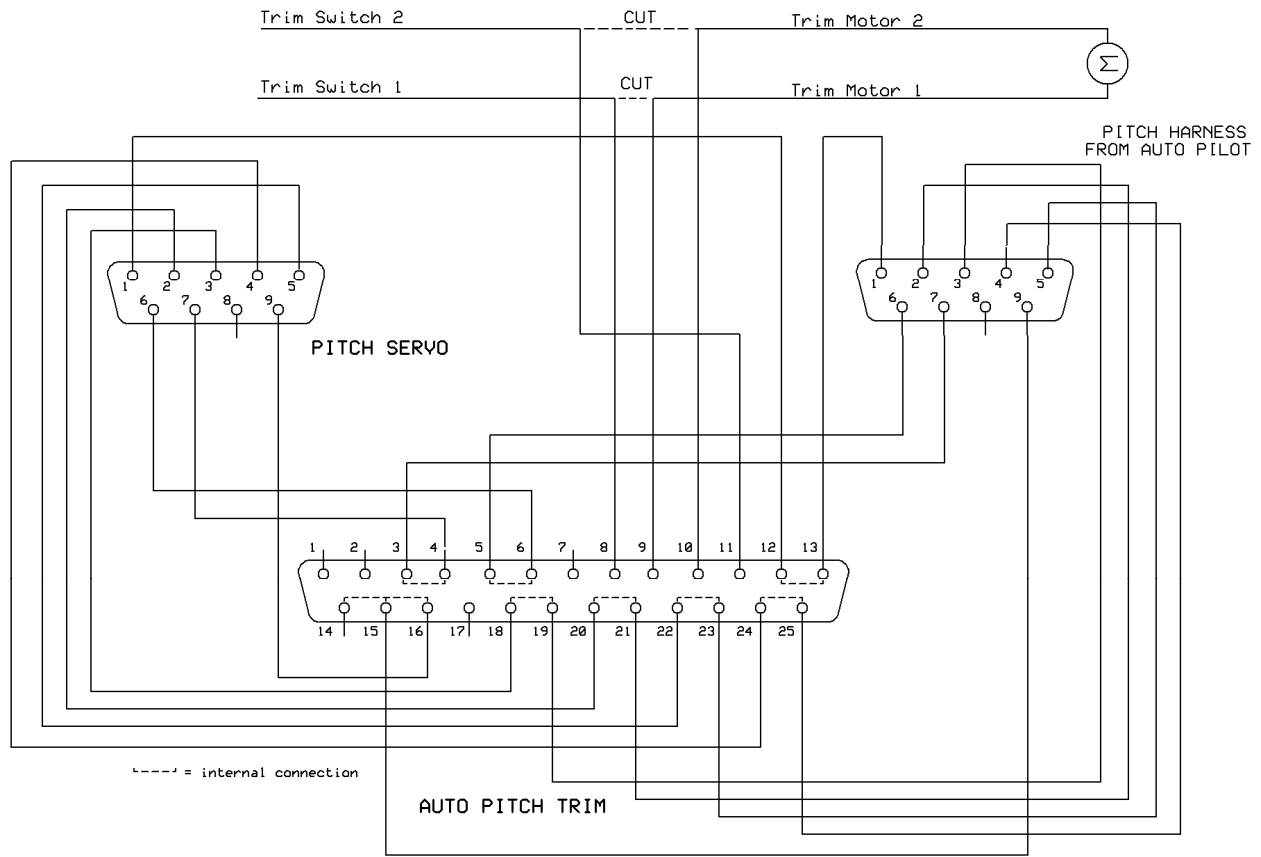 Trim Switch 2
CUT
Trim Motor 2
Σ
Trim Switch 1
CUT
Trim Motor 1
PITCH HARNESS
FROM AUTO PILOT
1 2 3 4 5
6 7 8 9
PITCH SERVO
1 2 3 4 5
6 7 8 9
1 2 3 4 5 6 7 8 9 10 11 12 13
14 15 16 17 18 19 20 21 22 23 24 25
= internal connection
AUTO PITCH TRIM